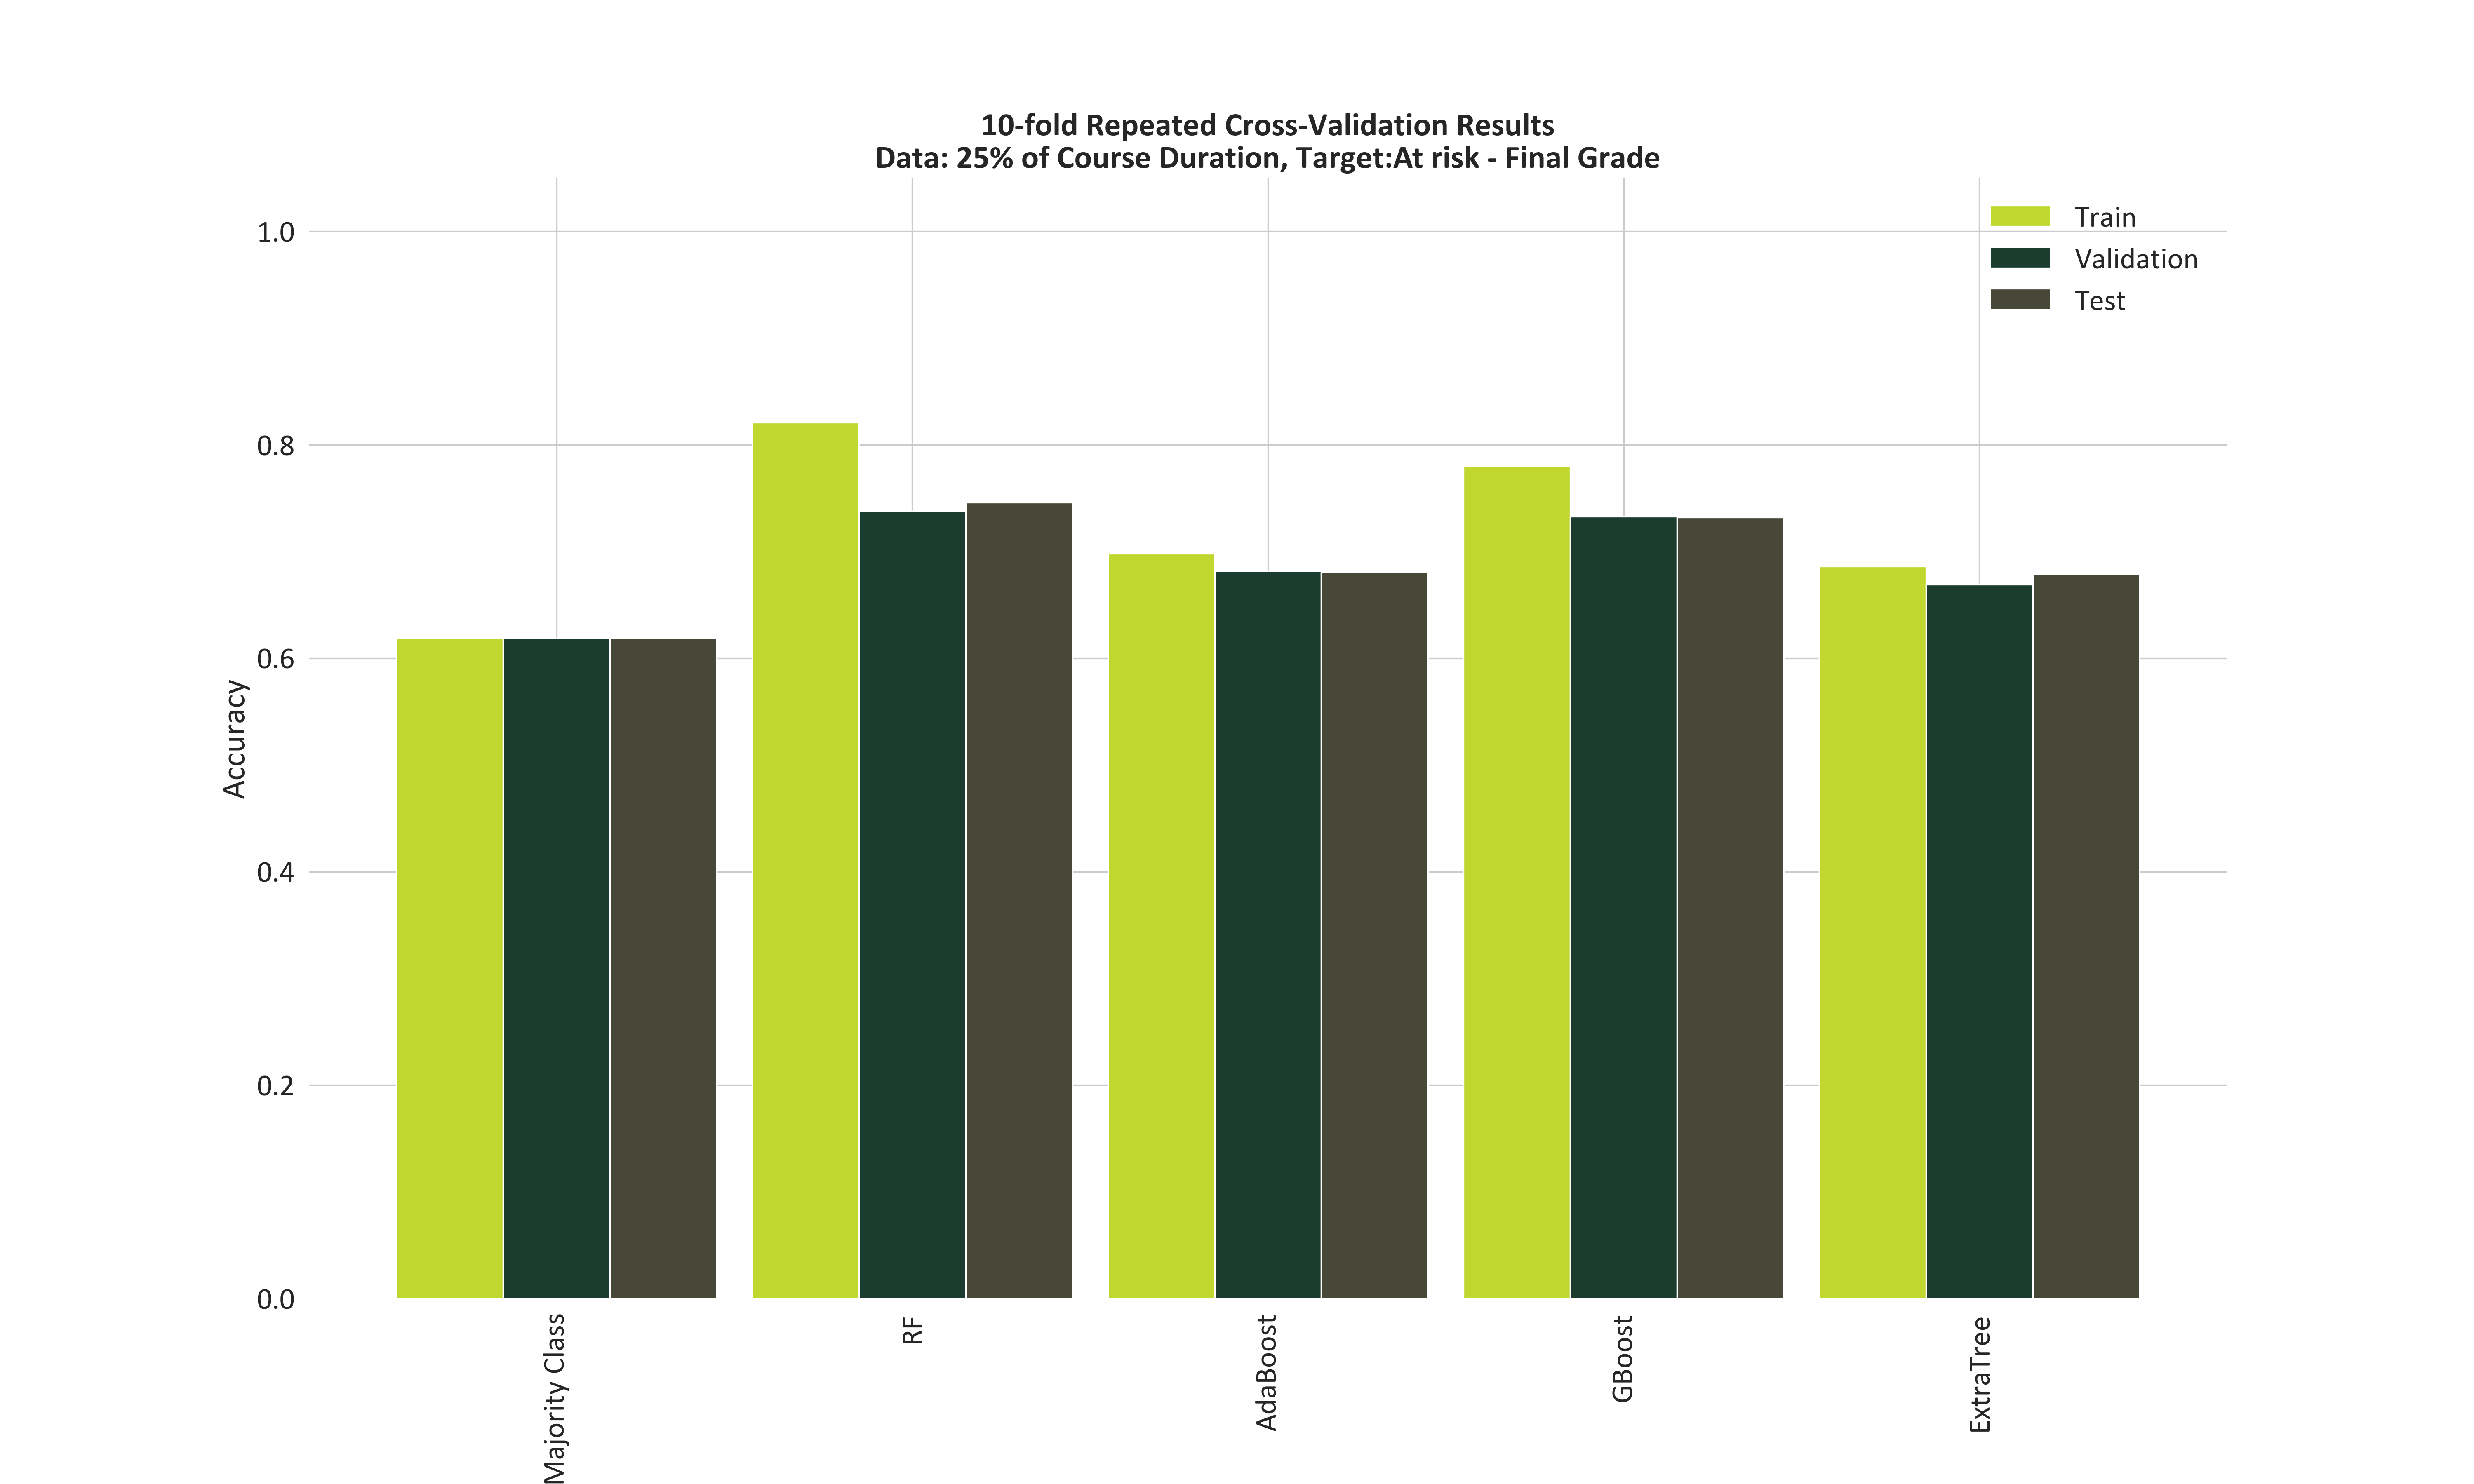 10-fold Repeated Cross-Validation Results
Data: 25% of Course Duration, Target:At risk - Final Grade
Train
Validation
Test
Accuracy
1.0
0.8
0.6
0.4
0.2
0.0
Majority Class
RF
AdaBoost
GBoost
ExtraTree